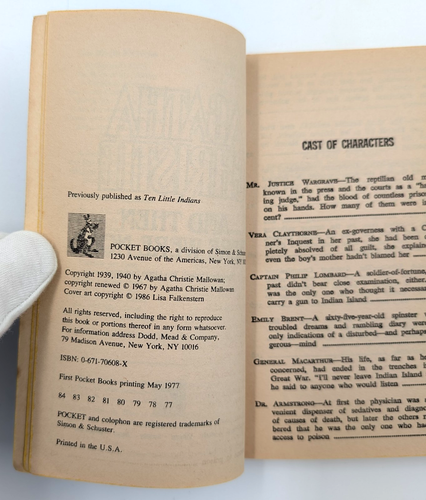 Previously published as Ten Little Indians
POCKET BOOKS, a division of Simon &
1230 Avenue of the Americas, New York, NY
Copyright 1939, 1940 by Agatha Christie Mallowan;
copyright renewed © 1967 by Agatha Christie Mallowan
Cover art copyright © 1986 Lisa Falkenstern
All rights reserved, including the right to reproduce
this book or portions thereof in any form whatsoever.
For information address Dodd, Mead & Company,
79 Madison Avenue, New York, NY 10016
ISBN: 0-671-70608-X
First Pocket Books printing May 1977
84 83 82 81 80 79 78 77
POCKET and colophon are registered trademarks of
Simon & Schuster.
Printed in the U.S.A.
CAST OF CHARACTERS
MR. JUSTICE WARGRAVE—The reptilian old
known in the press and the courts as a
ing judge," had the blood of countless
on his hands. How many of them were
cent?
VERA CLAYTHORNE—An ex-governess with a
ner's Inquest in her past, she had been
pletely absolved of all guilt, she
even the boy's mother hadn't blamed her
CAPTAIN PHILIP LOMBARD—A soldier-of-fortune,
past didn't bear close examination,
was the only one who thought it
carry a gun to Indian Island
EMILY BRENT—A sixty-five-year-old spinster
troubled dreams and rambling diary were
only indications of a disturbed—and
gerous—mind
GENERAL MACARTHUR—His life, as far as
concerned, had ended in the trenches
Great War. "I'll never leave Indian Island
he said to anyone who would listen
DR. ARMSTRONG—At first the physician was
venient dispenser of sedatives and
of causes of death, but later the others
bered that he was the only one who
access to poison